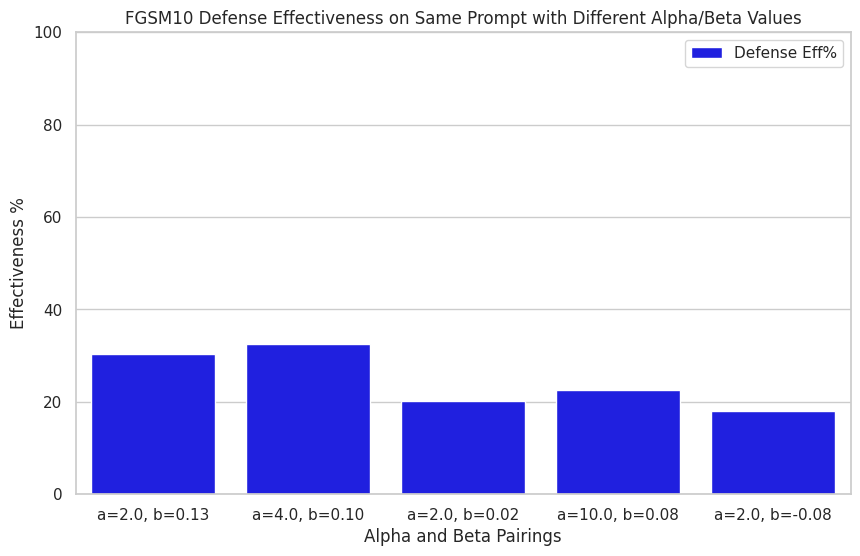 FGSM10 Defense Effectiveness on Same Prompt with Different Alpha/Beta Values
Defense Eff%
Effectiveness %
100
80
60
40
20
0
a=2.0, b=0.13
a=4.0, b=0.10
a=2.0, b=0.02
a=10.0, b=0.08
a=2.0, b=-0.08
Alpha and Beta Pairings